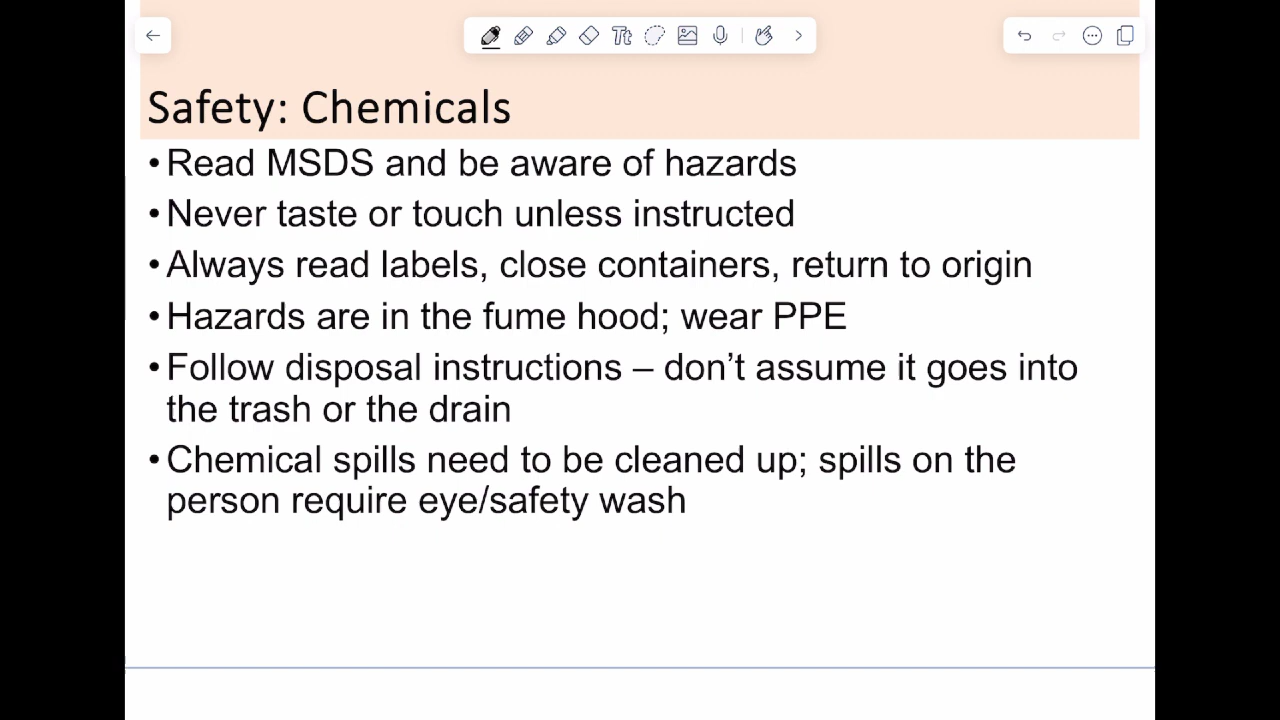 Tt
Safety: Chemicals
•Read MSDS and be aware of hazards
•Never taste or touch unless instructed
•Always read labels, close containers, return to origin
•Hazards are in the fume hood; wear PPE
•Follow disposal instructions – don’t assume it goes into
the trash or the drain
•Chemical spills need to be cleaned up; spills on the
person require eye/safety wash